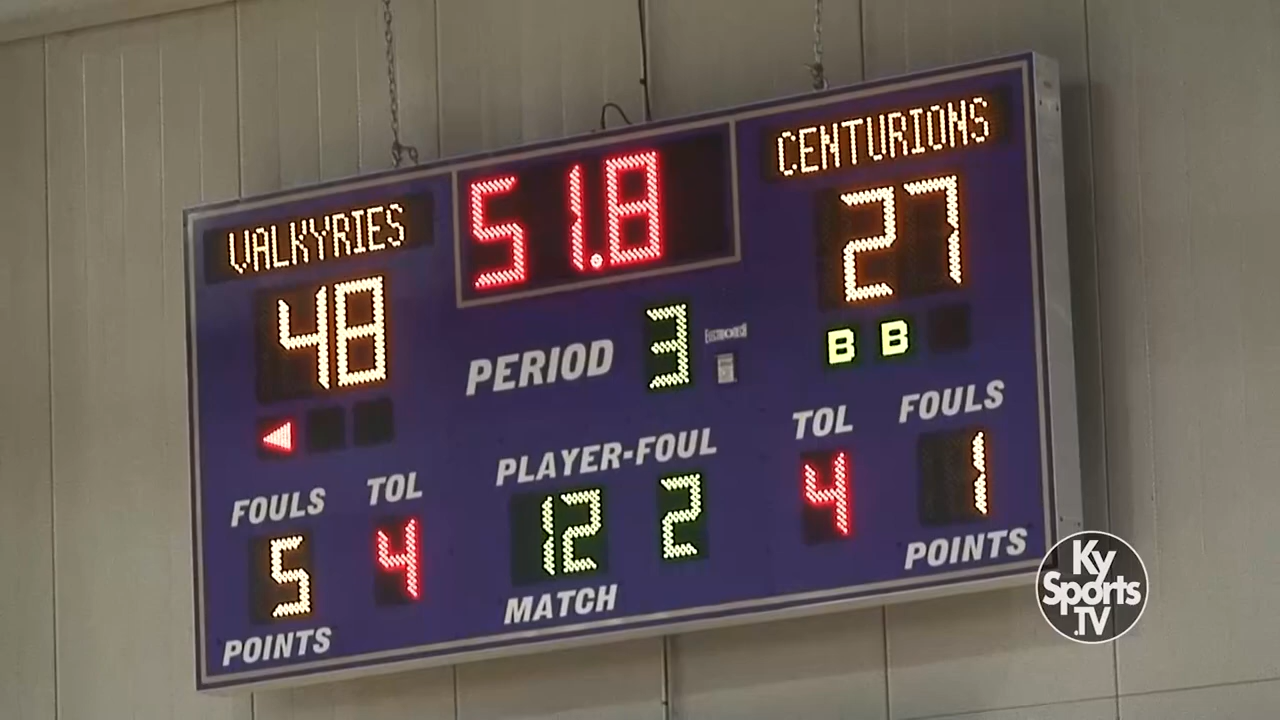 VALKYRIES
51.8
CENTURIONS
48
27
PERIOD 3
B B
FOULS TOL
PLAYER-FOUL
TOL FOULS
5 4
12 2
4 1
POINTS
MATCH
POINTS
Ky
Sports
.TV